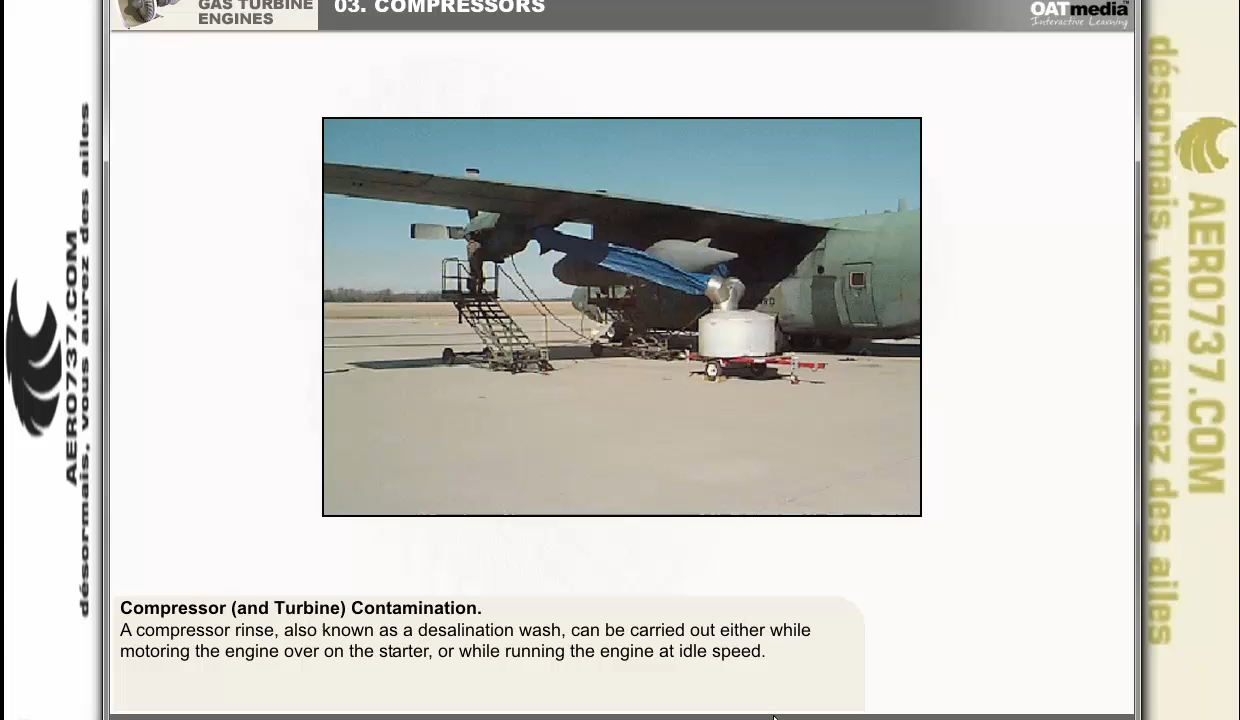 GAS TURBINE
ENGINES
03. COMPRESSORS
OATmedia
Interactive Learning
Compressor (and Turbine) Contamination.
A compressor rinse, also known as a desalination wash, can be carried out either while
motoring the engine over on the starter, or while running the engine at idle speed.
AERO737.COM
désormais, vous aurez des ailes
AERO737.COM
désormais, vous aurez des ailes